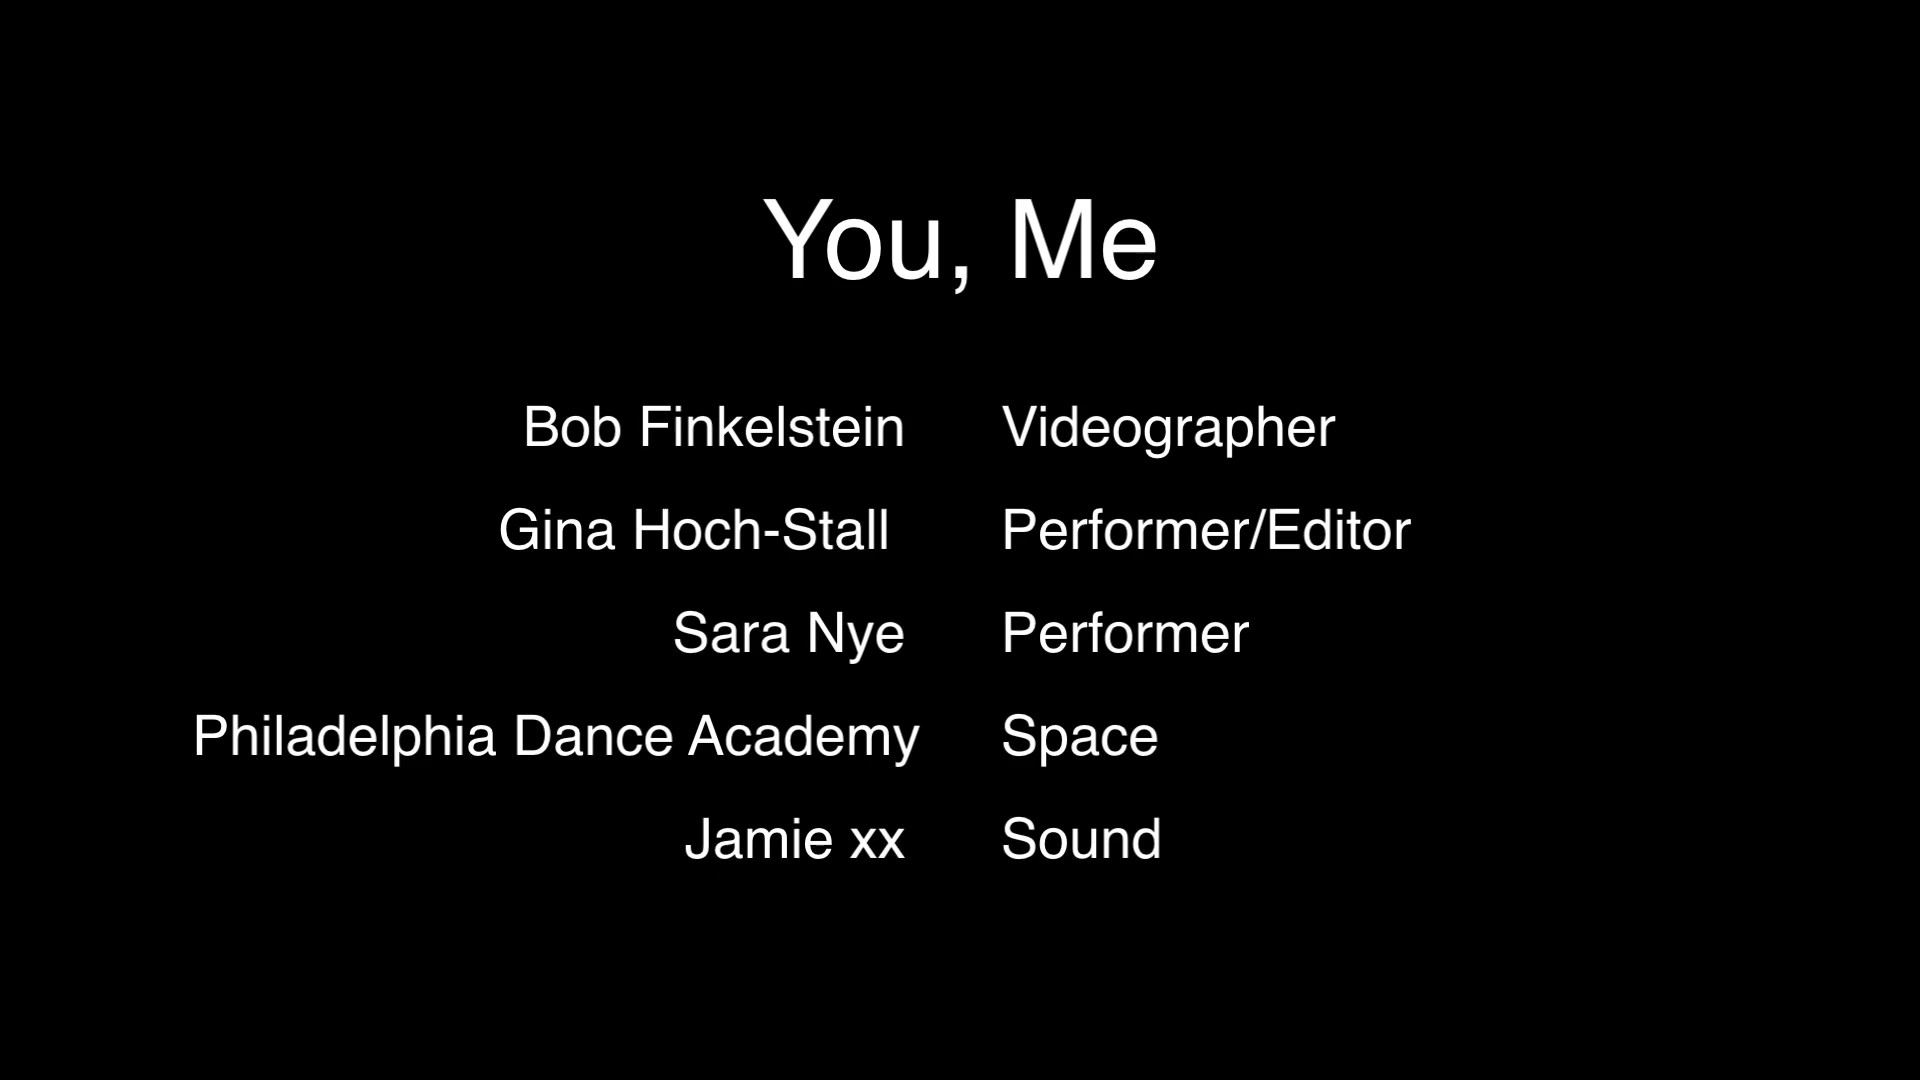 You, Me
Bob Finkelstein Videographer
Gina Hoch-Stall Performer/Editor
Sara Nye Performer
Philadelphia Dance Academy Space
Jamie xx Sound